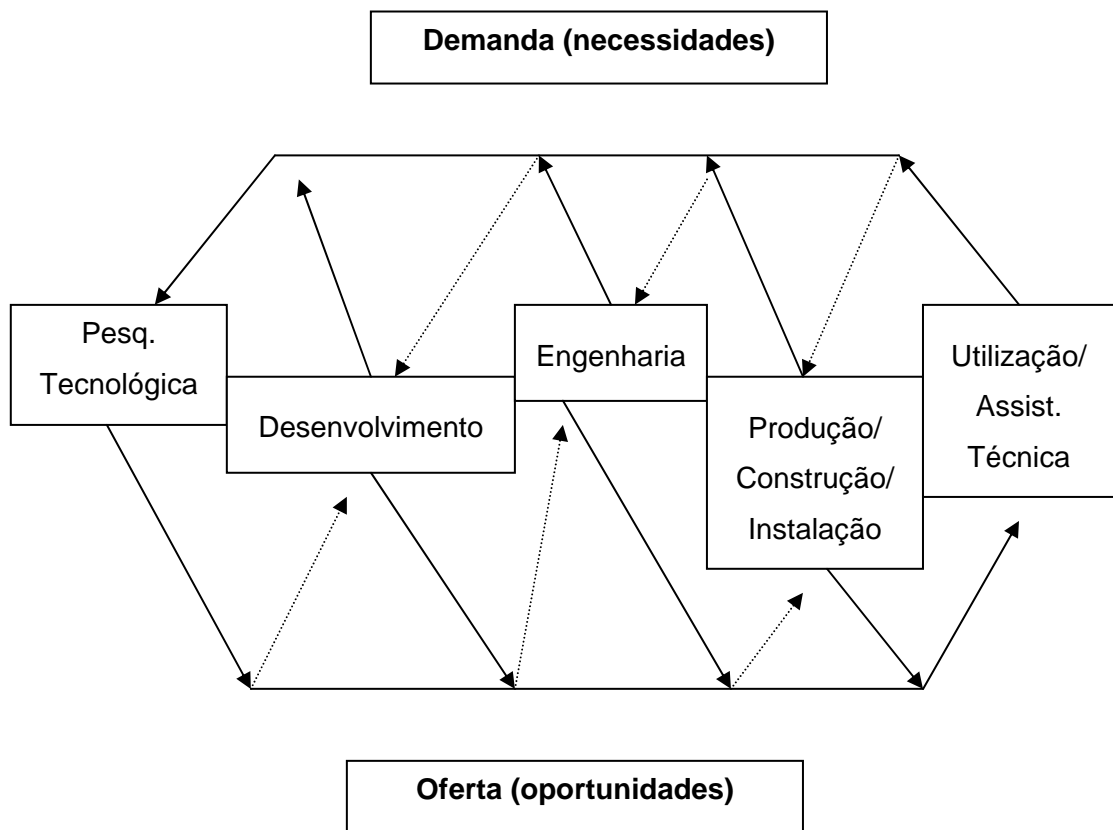 Demanda (necessidades)
Pesq.
Tecnológica
Desenvolvimento
Engenharia
Produção/
Construção/
Instalação
Utilização/
Assist.
Técnica
Oferta (oportunidades)